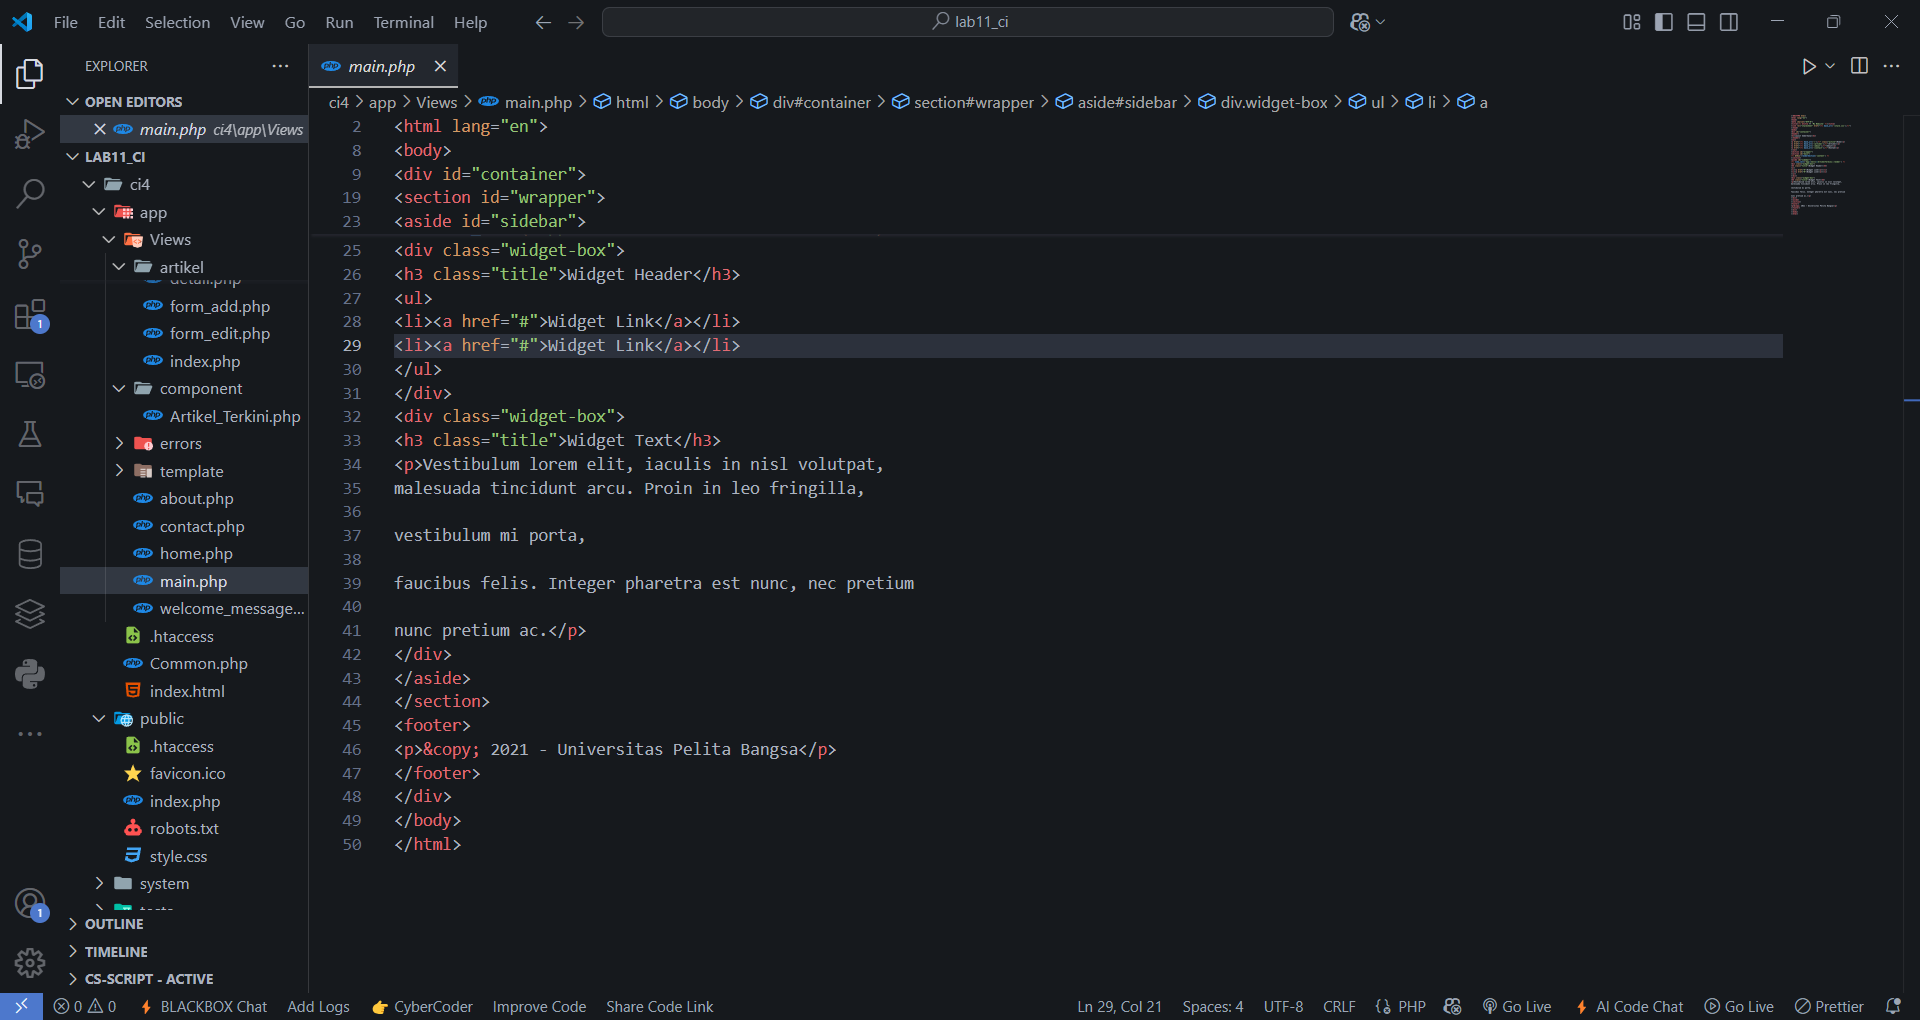 File Edit Selection View Go Run Terminal Help
lab11_ci
EXPLORER
OPEN EDITORS
main.php ci4\app\Views
LAB11_CI
ci4
app
Views
artikel
detail.php
form_add.php
form_edit.php
index.php
component
Artikel_Terkini.php
errors
template
about.php
contact.php
home.php
main.php
welcome_message...
.htaccess
Common.php
index.html
public
.htaccess
favicon.ico
index.php
robots.txt
style.css
system
tests
OUTLINE
TIMELINE
CS-SCRIPT - ACTIVE
1
1
main.php
ci4 > app > Views > main.php > html > body > div#container > section#wrapper > aside#sidebar > div.widget-box > ul > li > a
2 <html lang="en">
8 <body>
9 <div id="container">
19 <section id="wrapper">
23 <aside id="sidebar">
25 <div class="widget-box">
26 <h3 class="title">Widget Header</h3>
27 <ul>
28 <li><a href="#">Widget Link</a></li>
29 <li><a href="#">Widget Link</a></li>
30 </ul>
31 </div>
32 <div class="widget-box">
33 <h3 class="title">Widget Text</h3>
34 <p>Vestibulum lorem elit, iaculis in nisl volutpat,
35 malesuada tincidunt arcu. Proin in leo fringilla,
36
37 vestibulum mi porta,
38
39 faucibus felis. Integer pharetra est nunc, nec pretium
40
41 nunc pretium ac.</p>
42 </div>
43 </aside>
44 </section>
45 <footer>
46 <p>&copy; 2021 - Universitas Pelita Bangsa</p>
47 </footer>
48 </div>
49 </body>
50 </html>
0 0 BLACKBOX Chat Add Logs CyberCoder Improve Code Share Code Link Ln 29, Col 21 Spaces: 4 UTF-8 CRLF {} PHP Go Live AI Code Chat Go Live Prettier